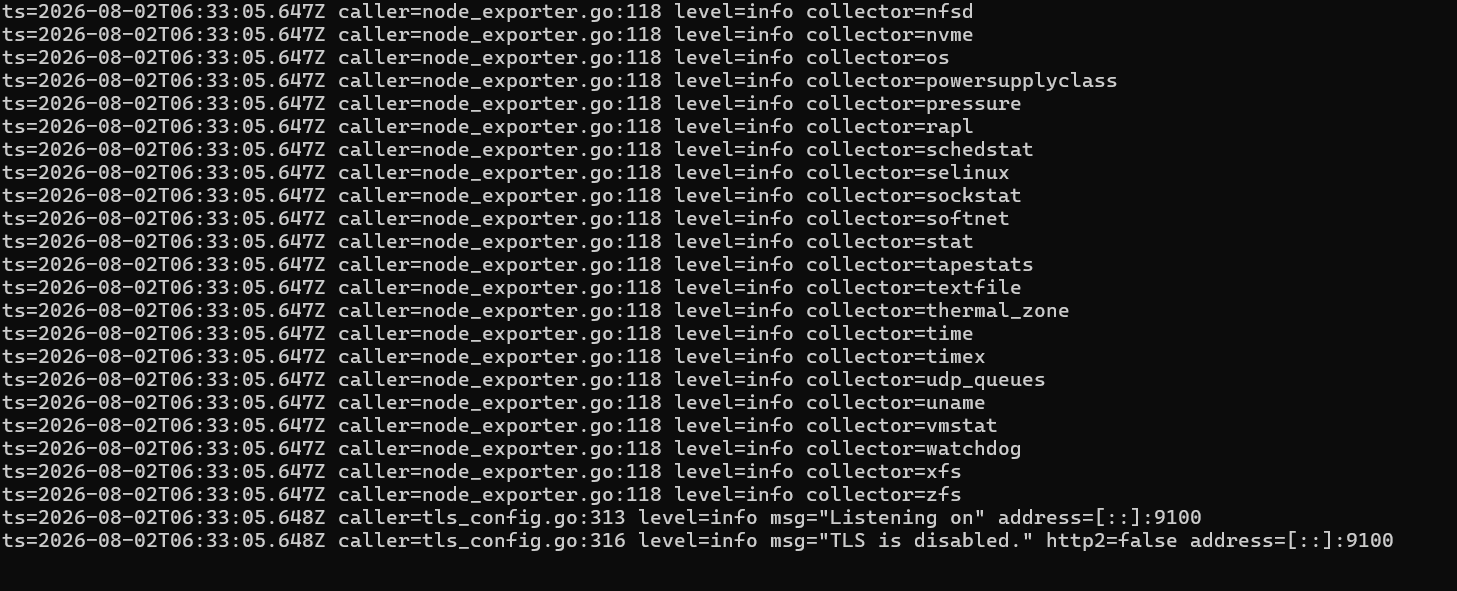 ts=2026-08-02T06:33:05.647Z caller=node_exporter.go:118 level=info collector=nfsd
ts=2026-08-02T06:33:05.647Z caller=node_exporter.go:118 level=info collector=nvme
ts=2026-08-02T06:33:05.647Z caller=node_exporter.go:118 level=info collector=os
ts=2026-08-02T06:33:05.647Z caller=node_exporter.go:118 level=info collector=powersupplyclass
ts=2026-08-02T06:33:05.647Z caller=node_exporter.go:118 level=info collector=pressure
ts=2026-08-02T06:33:05.647Z caller=node_exporter.go:118 level=info collector=rapl
ts=2026-08-02T06:33:05.647Z caller=node_exporter.go:118 level=info collector=schedstat
ts=2026-08-02T06:33:05.647Z caller=node_exporter.go:118 level=info collector=selinux
ts=2026-08-02T06:33:05.647Z caller=node_exporter.go:118 level=info collector=sockstat
ts=2026-08-02T06:33:05.647Z caller=node_exporter.go:118 level=info collector=softnet
ts=2026-08-02T06:33:05.647Z caller=node_exporter.go:118 level=info collector=stat
ts=2026-08-02T06:33:05.647Z caller=node_exporter.go:118 level=info collector=tapestats
ts=2026-08-02T06:33:05.647Z caller=node_exporter.go:118 level=info collector=textfile
ts=2026-08-02T06:33:05.647Z caller=node_exporter.go:118 level=info collector=thermal_zone
ts=2026-08-02T06:33:05.647Z caller=node_exporter.go:118 level=info collector=time
ts=2026-08-02T06:33:05.647Z caller=node_exporter.go:118 level=info collector=timex
ts=2026-08-02T06:33:05.647Z caller=node_exporter.go:118 level=info collector=udp_queues
ts=2026-08-02T06:33:05.647Z caller=node_exporter.go:118 level=info collector=uname
ts=2026-08-02T06:33:05.647Z caller=node_exporter.go:118 level=info collector=vmstat
ts=2026-08-02T06:33:05.647Z caller=node_exporter.go:118 level=info collector=watchdog
ts=2026-08-02T06:33:05.647Z caller=node_exporter.go:118 level=info collector=xfs
ts=2026-08-02T06:33:05.647Z caller=node_exporter.go:118 level=info collector=zfs
ts=2026-08-02T06:33:05.648Z caller=tls_config.go:313 level=info msg="Listening on" address=[::]:9100
ts=2026-08-02T06:33:05.648Z caller=tls_config.go:316 level=info msg="TLS is disabled." http2=false address=[::]:9100